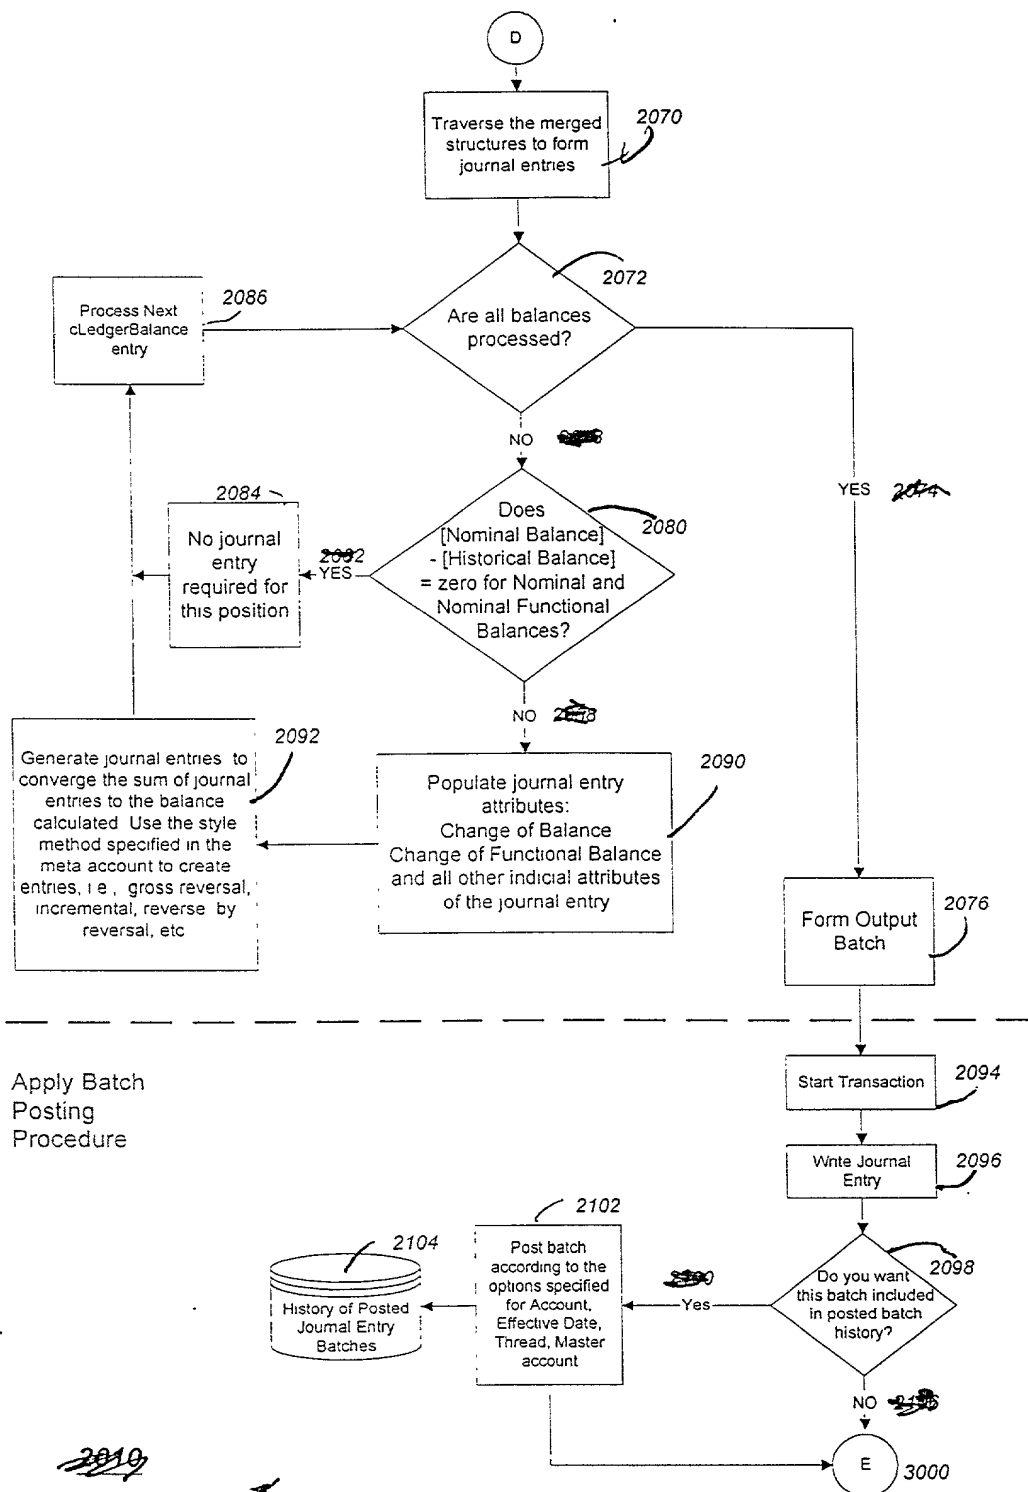 D
Traverse the merged
structures to form
journal entries
2070
2072
Are all balances
processed?
Process Next
cLedgerBalance
entry
2086
NO
YES
2074
2084
No journal
entry
required for
this position
YES
Does
[Nominal Balance]
- [Historical Balance]
= zero for Nominal and
Nominal Functional
Balances?
2080
NO
2092
Generate journal entries to
converge the sum of journal
entries to the balance
calculated Use the style
method specified in the
meta account to create
entries, i e , gross reversal,
incremental, reverse by
reversal, etc
2090
Populate journal entry
attributes:
Change of Balance
Change of Functional Balance
and all other indicial attributes
of the journal entry
2076
Form Output
Batch
Apply Batch
Posting
Procedure
Start Transaction
2094
Write Journal
Entry
2096
2098
Do you want
this batch included
in posted batch
history?
Yes
2102
Post batch
according to the
options specified
for Account,
Effective Date,
Thread, Master
account
2104
History of Posted
Journal Entry
Batches
NO
E
3000
2010